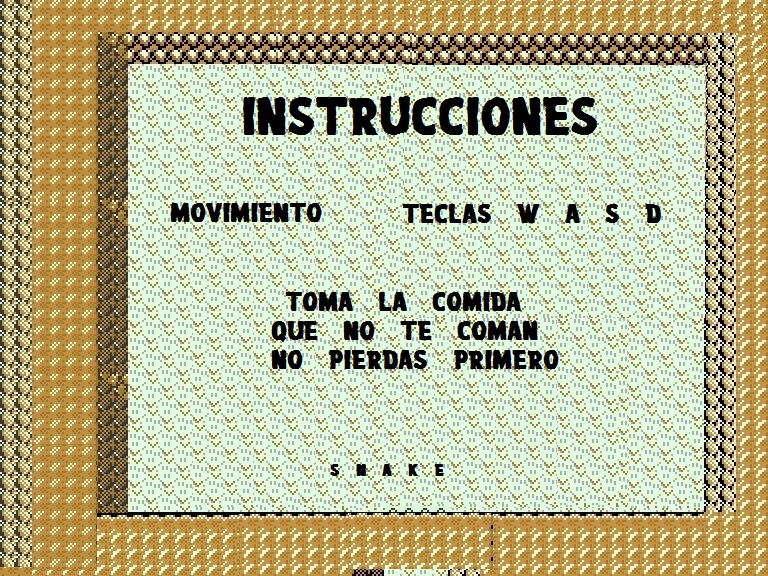 INSTRUCCIONES
MOVIMIENTO TECLAS W A S D
TOMA LA COMIDA
QUE NO TE COMAN
NO PIERDAS PRIMERO
S N A K E